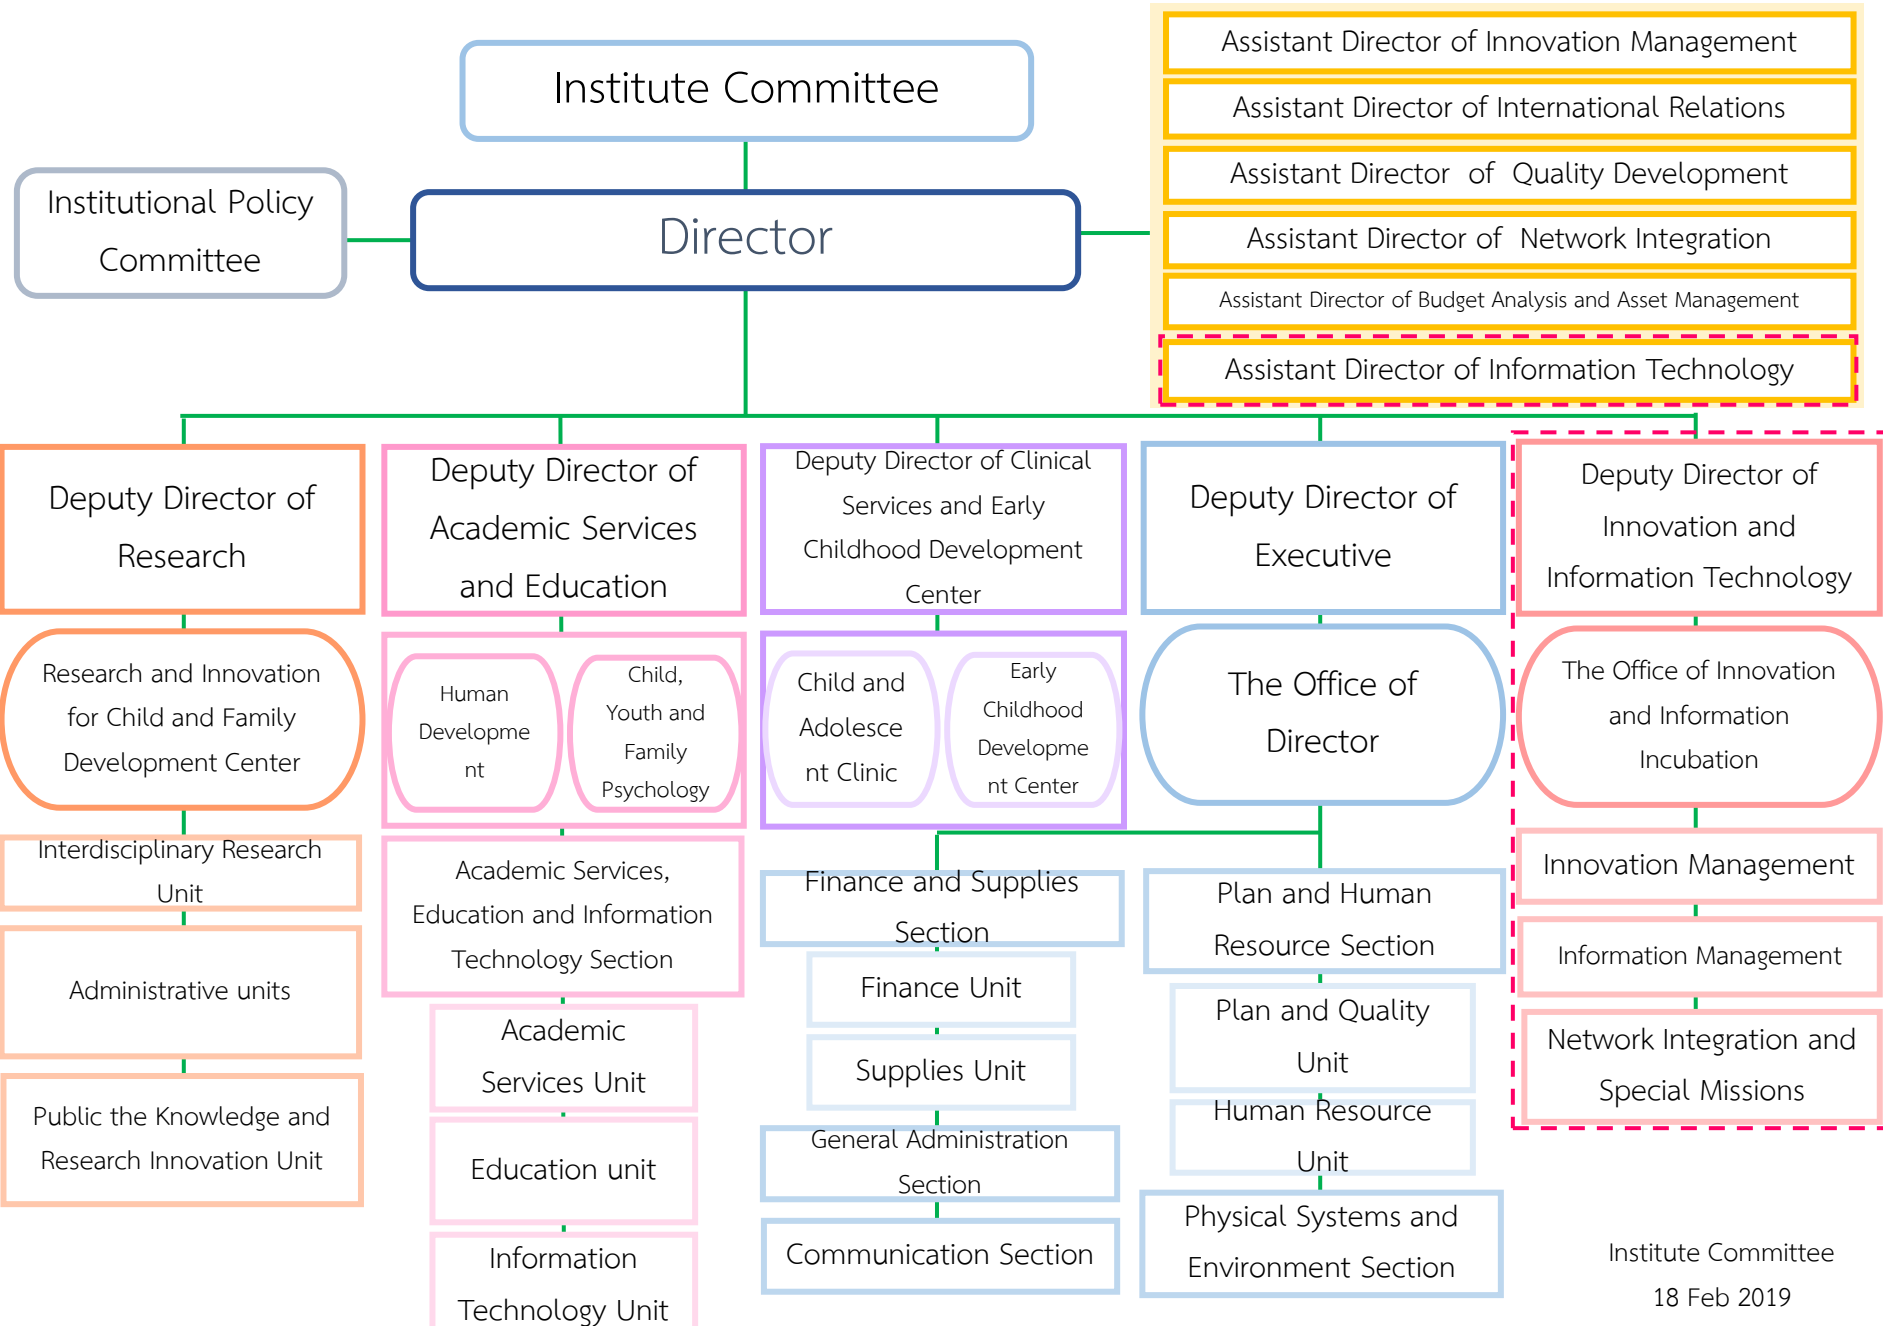 Institute Committee
Institutional Policy
Committee
Director
Assistant Director of Innovation Management
Assistant Director of International Relations
Assistant Director of Quality Development
Assistant Director of Network Integration
Assistant Director of Budget Analysis and Asset Management
Assistant Director of Information Technology
Deputy Director of
Research
Research and Innovation
for Child and Family
Development Center
Interdisciplinary Research
Unit
Administrative units
Public the Knowledge and
Research Innovation Unit
Deputy Director of
Academic Services
and Education
Human
Developme
nt
Child,
Youth and
Family
Psychology
Academic Services,
Education and Information
Technology Section
Academic
Services Unit
Education unit
Information
Technology Unit
Deputy Director of Clinical
Services and Early
Childhood Development
Center
Child and
Adolesce
nt Clinic
Early
Childhood
Developme
nt Center
Deputy Director of
Executive
The Office of
Director
Finance and Supplies
Section
Finance Unit
Supplies Unit
General Administration
Section
Communication Section
Plan and Human
Resource Section
Plan and Quality
Unit
Human Resource
Unit
Physical Systems and
Environment Section
Deputy Director of
Innovation and
Information Technology
The Office of Innovation
and Information
Incubation
Innovation Management
Information Management
Network Integration and
Special Missions
Institute Committee
18 Feb 2019